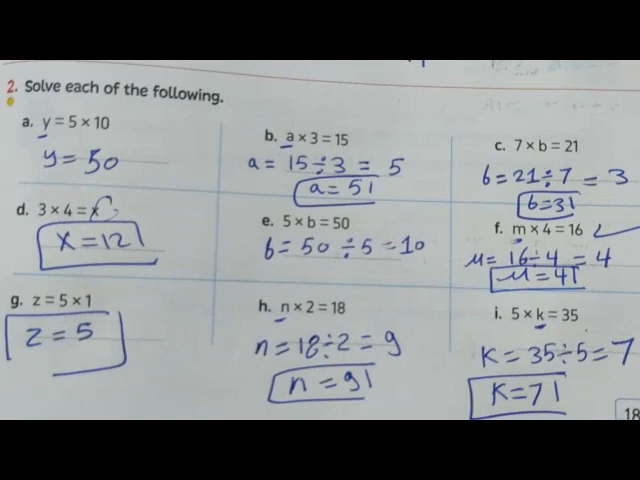 2. Solve each of the following.
a. y = 5 × 10
y = 50
b. a × 3 = 15
a = 15 ÷ 3 = 5
a = 5
c. 7 × b = 21
b = 21 ÷ 7 = 3
b = 3
d. 3 × 4 = x
x = 12
e. 5 × b = 50
b = 50 ÷ 5 = 10
f. m × 4 = 16
m = 16 ÷ 4 = 4
m = 4
g. z = 5 × 1
z = 5
h. n × 2 = 18
n = 18 ÷ 2 = 9
n = 9
i. 5 × k = 35
k = 35 ÷ 5 = 7
k = 7
18